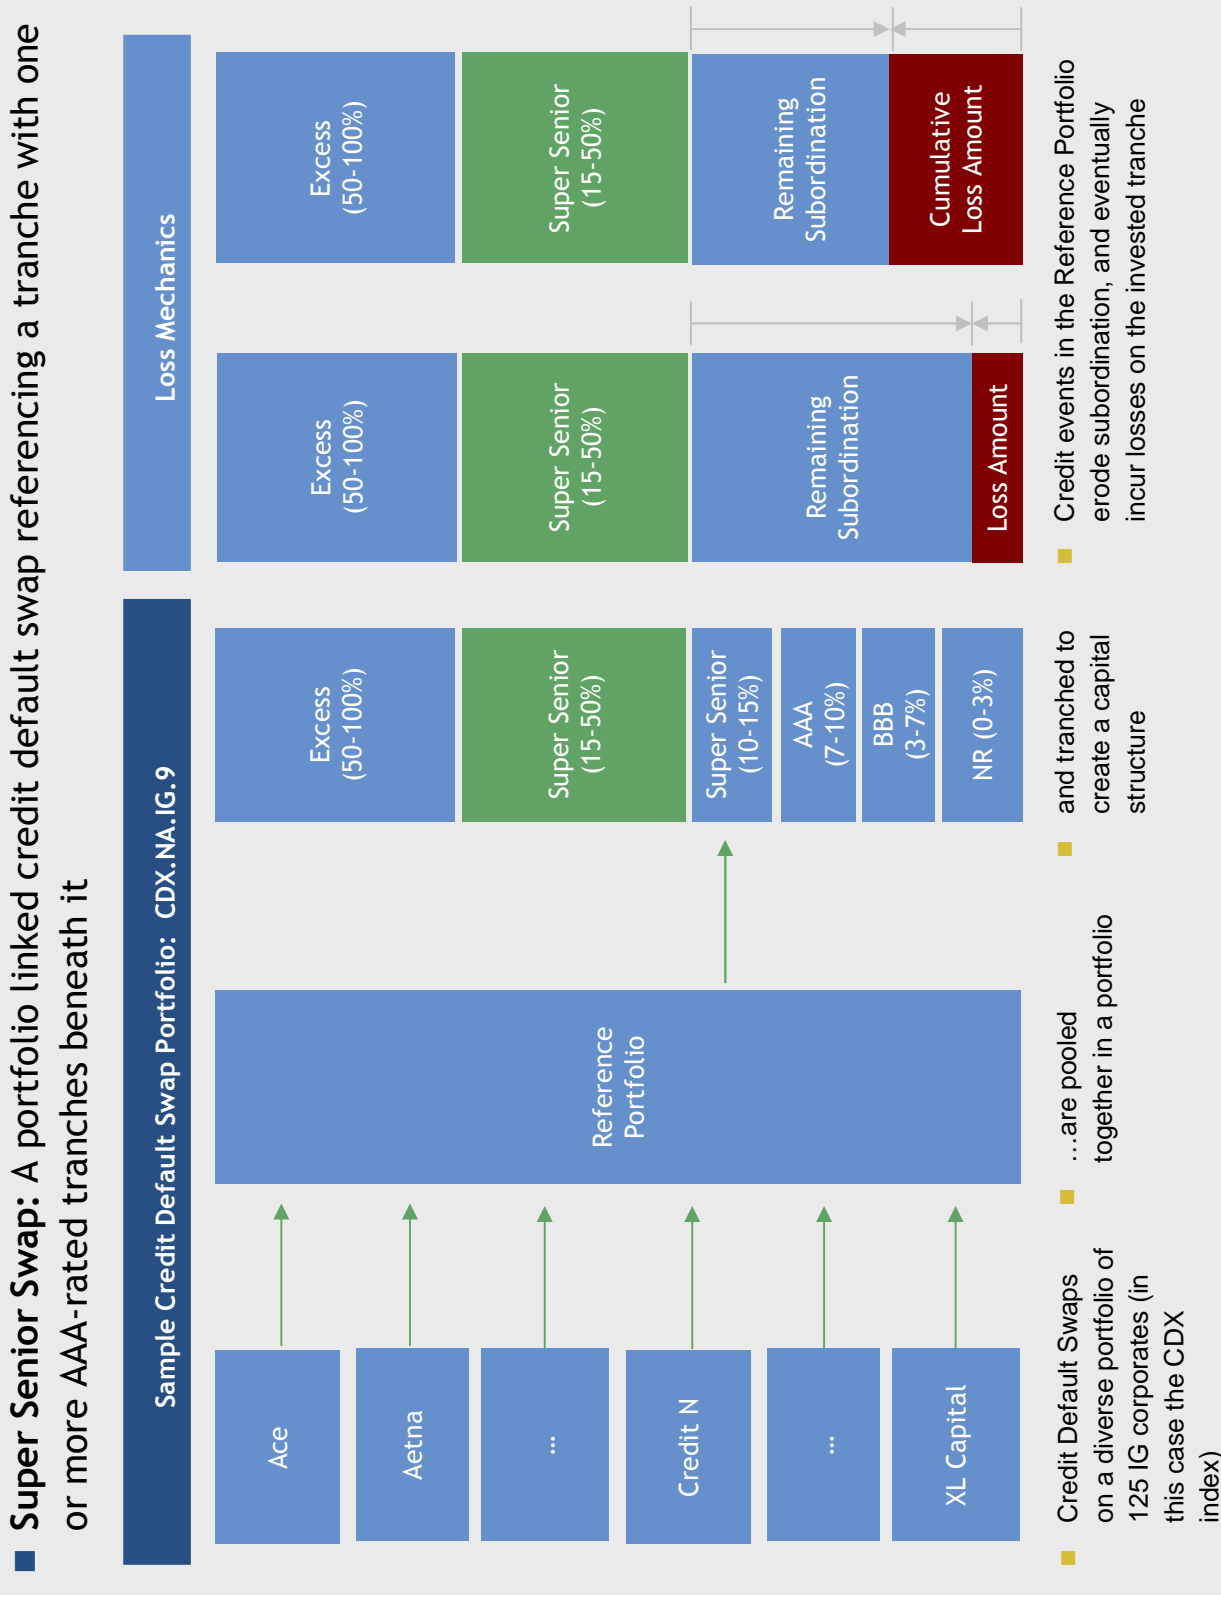 ■ Super Senior Swap: A portfolio linked credit default swap referencing a tranche with one
or more AAA-rated tranches beneath it
Sample Credit Default Swap Portfolio: CDX.NA.IG.9
Loss Mechanics
Ace
Aetna
...
Credit N
...
XL Capital
Reference
Portfolio
Excess
(50-100%)
Super Senior
(15-50%)
Super Senior
(10-15%)
AAA
(7-10%)
BBB
(3-7%)
NR (0-3%)
Excess
(50-100%)
Super Senior
(15-50%)
Remaining
Subordination
Loss Amount
Excess
(50-100%)
Super Senior
(15-50%)
Remaining
Subordination
Cumulative
Loss Amount
■ Credit Default Swaps
on a diverse portfolio of
125 IG corporates (in
this case the CDX
index)
■ …are pooled
together in a portfolio
■ and tranched to
create a capital
structure
■ Credit events in the Reference Portfolio
erode subordination, and eventually
incur losses on the invested tranche